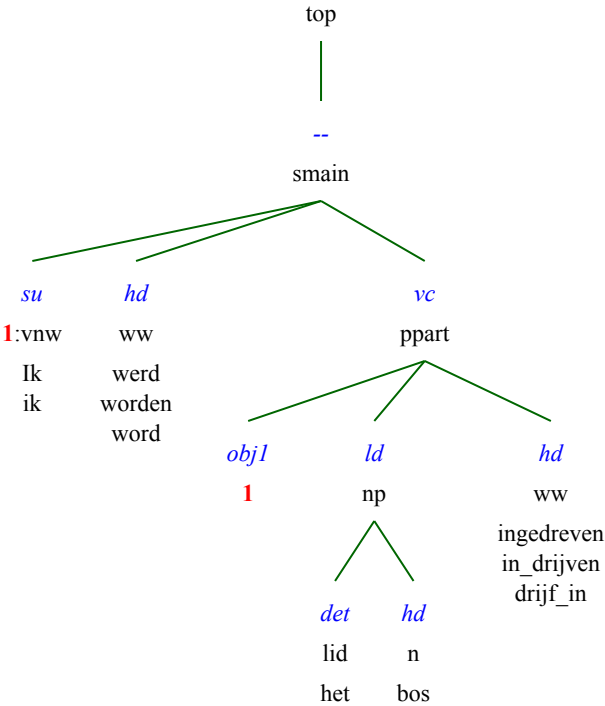 top
--
smain
su hd vc
1:vnw ww ppart
Ik werd
ik worden
word
obj1 ld hd
1 np ww
ingedreven
in_drijven
drijf_in
det hd
lid n
het bos